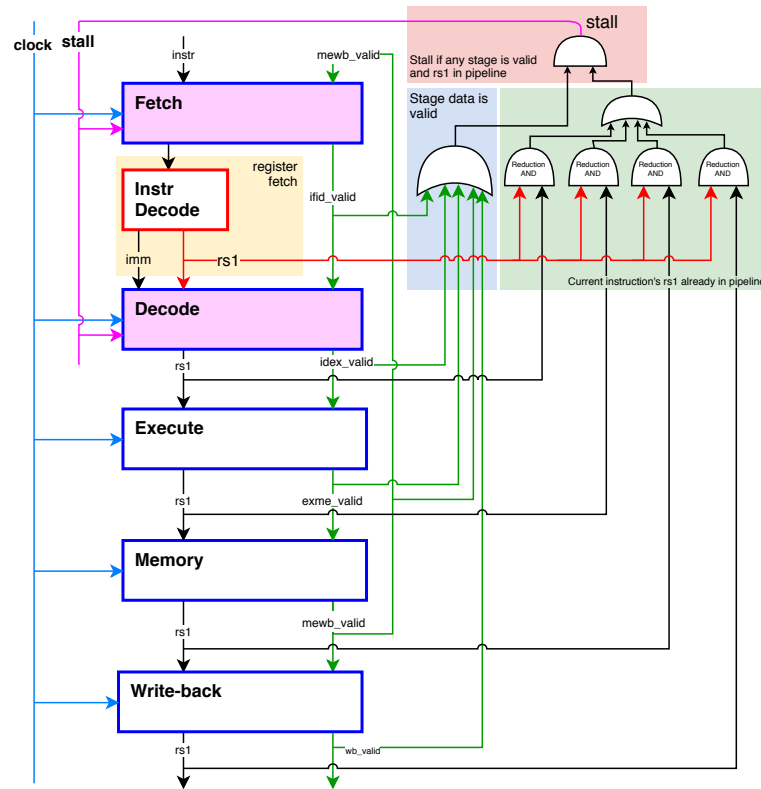 stall
clock
stall
instr
mewb_valid
Stall if any stage is valid
and rs1 in pipeline
Fetch
Stage data is
valid
Reduction
AND
Reduction
AND
Reduction
AND
Reduction
AND
register
fetch
Instr
Decode
ifid_valid
imm
rs1
Current instruction's rs1 already in pipeline
Decode
rs1
idex_valid
Execute
rs1
exme_valid
Memory
rs1
mewb_valid
Write-back
rs1
wb_valid